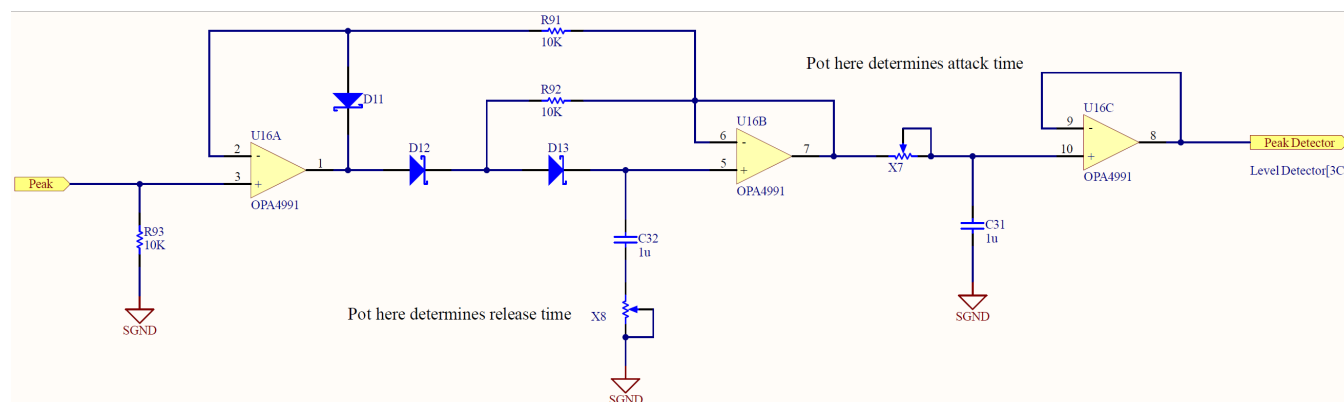 R91
10K
Pot here determines attack time
D11
R92
10K
U16A
2
-
1
3
+
OPA4991
D12
D13
U16B
6
-
7
5
+
OPA4991
X7
U16C
9
-
8
10
+
OPA4991
Peak Detector
Level Detector[3C
Peak
R93
10K
SGND
C32
1u
Pot here determines release time
X8
SGND
C31
1u
SGND